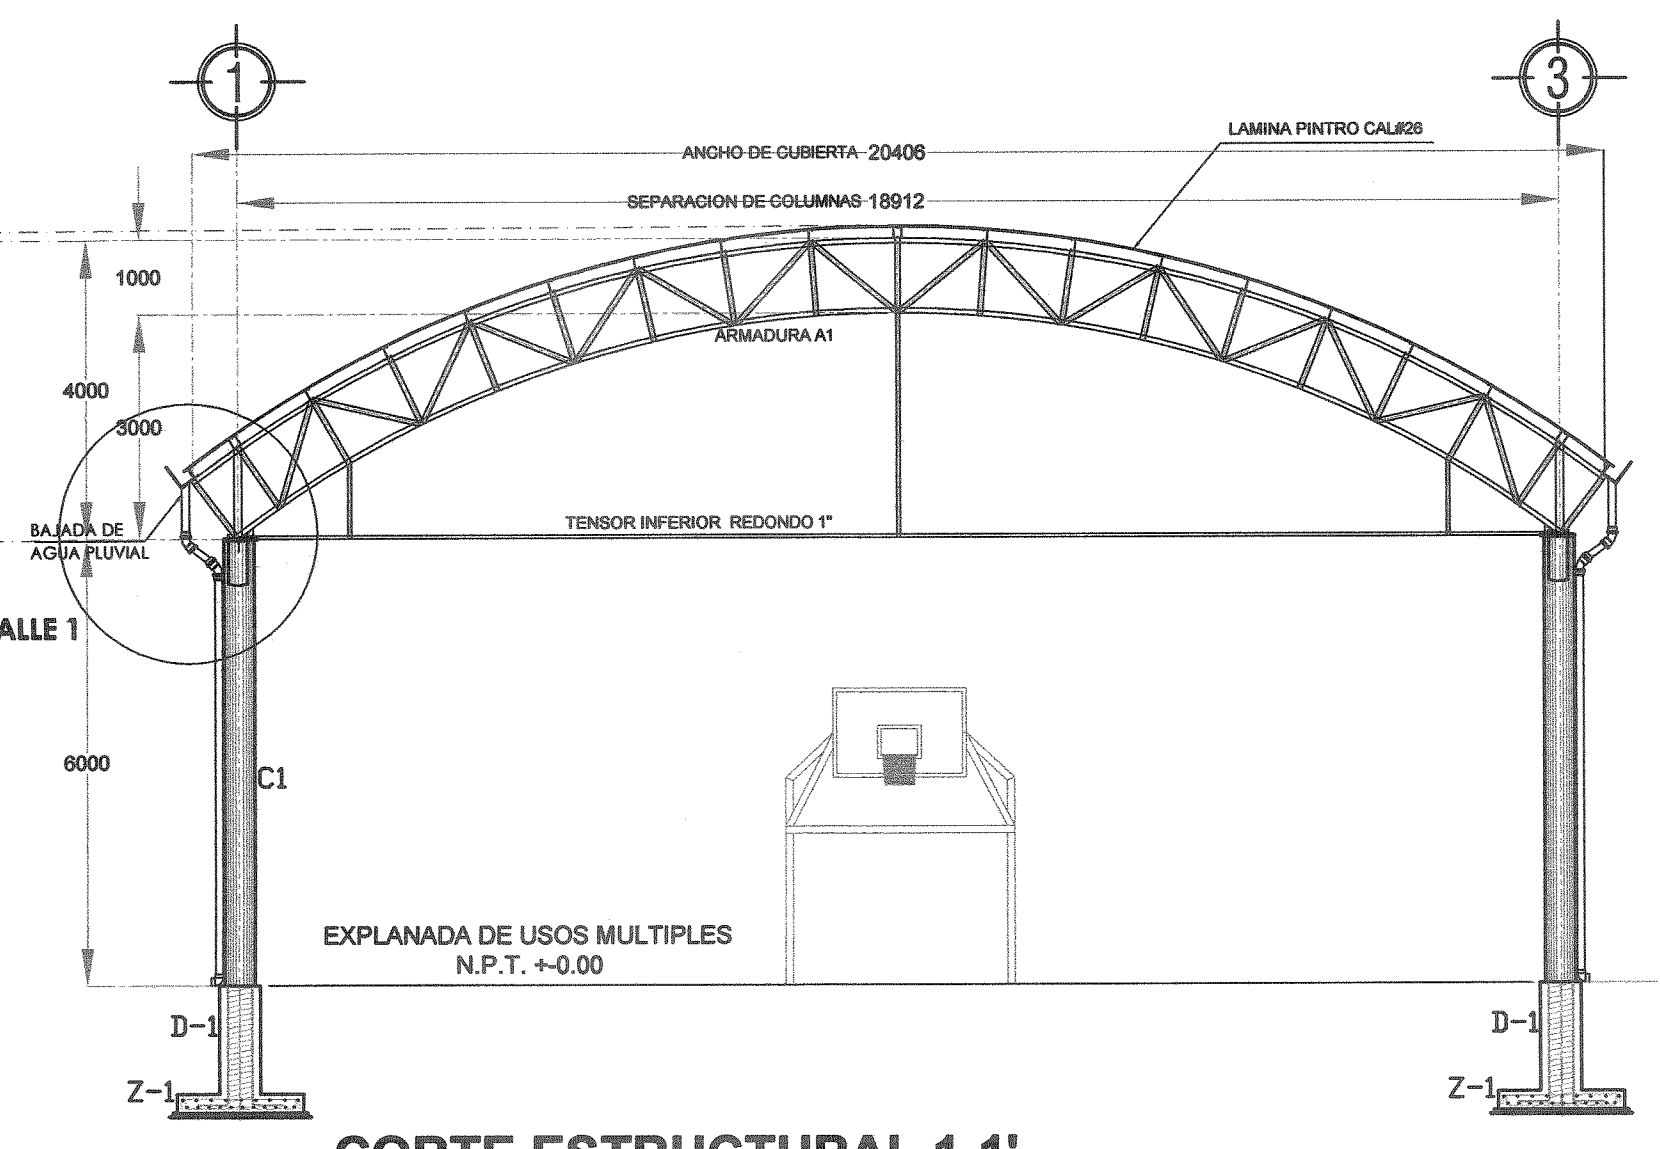 1
3
LAMINA PINTRO CAL#26
ANCHO DE CUBIERTA 20406
SEPARACION DE COLUMNAS 18912
1000
ARMADURA A1
4000
3000
TENSOR INFERIOR REDONDO 1"
BAJADA DE
AGUA PLUVIAL
ALLE 1
6000
C1
EXPLANADA DE USOS MULTIPLES
N.P.T. +-0.00
D-1
D-1
Z-1
Z-1
CORTE ESTRUCTURAL 1-1'